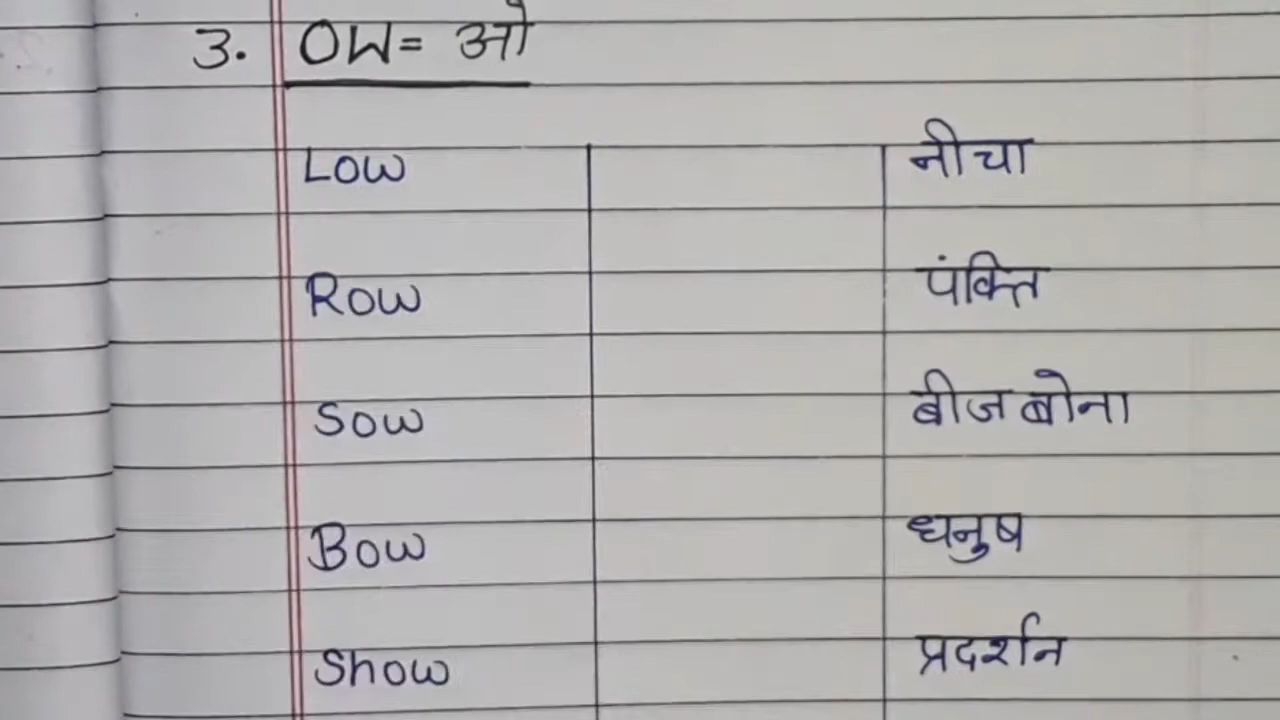 3. OW= ओ
Low नीचा
Row पंक्ति
Sow बीज बोना
Bow धनुष
Show प्रदर्शन